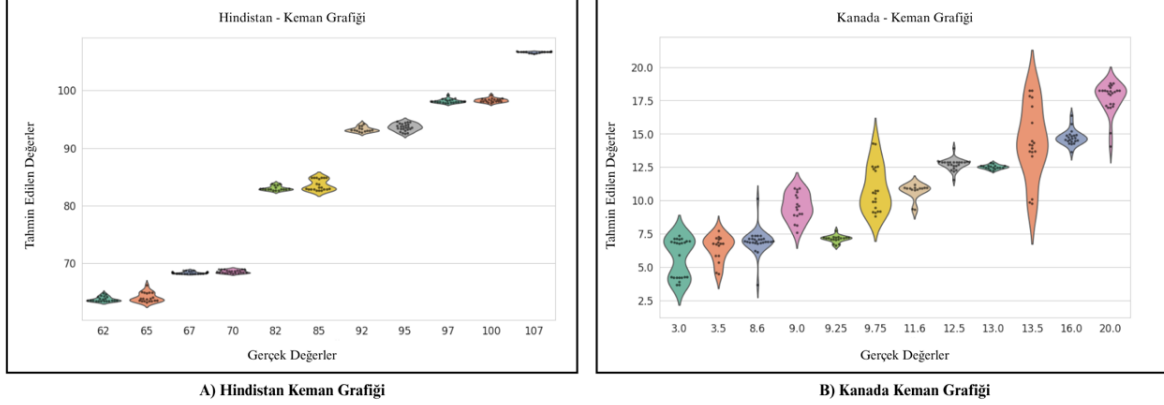 Hindistan - Keman Grafiği
Tahmin Edilen Değerler
100
90
80
70
62 65 67 70 82 85 92 95 97 100 107
Gerçek Değerler
A) Hindistan Keman Grafiği
Kanada - Keman Grafiği
Tahmin Edilen Değerler
20.0
17.5
15.0
12.5
10.0
7.5
5.0
2.5
3.0 3.5 8.6 9.0 9.25 9.75 11.6 12.5 13.0 13.5 16.0 20.0
Gerçek Değerler
B) Kanada Keman Grafiği